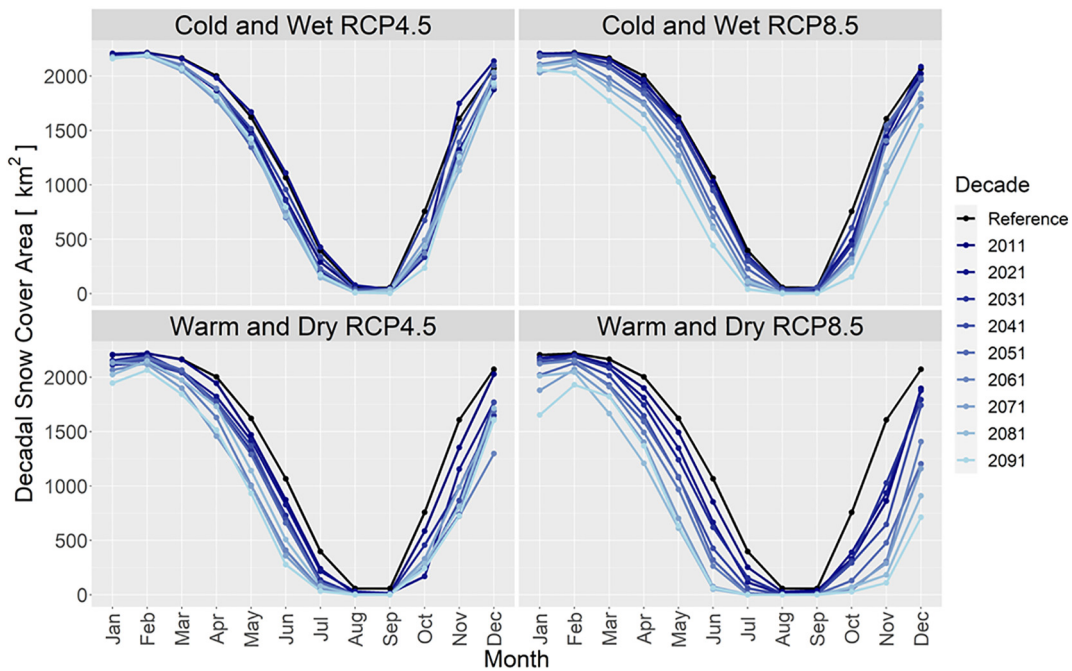 Cold and Wet RCP4.5
Cold and Wet RCP8.5
2000
1500
1000
500
0
Warm and Dry RCP4.5
Warm and Dry RCP8.5
2000
1500
1000
500
0
Decadal Snow Cover Area [ km²]
Jan Feb Mar Apr May Jun Jul Aug Sep Oct Nov Dec
Jan Feb Mar Apr May Jun Jul Aug Sep Oct Nov Dec
Month
Decade
Reference
2011
2021
2031
2041
2051
2061
2071
2081
2091